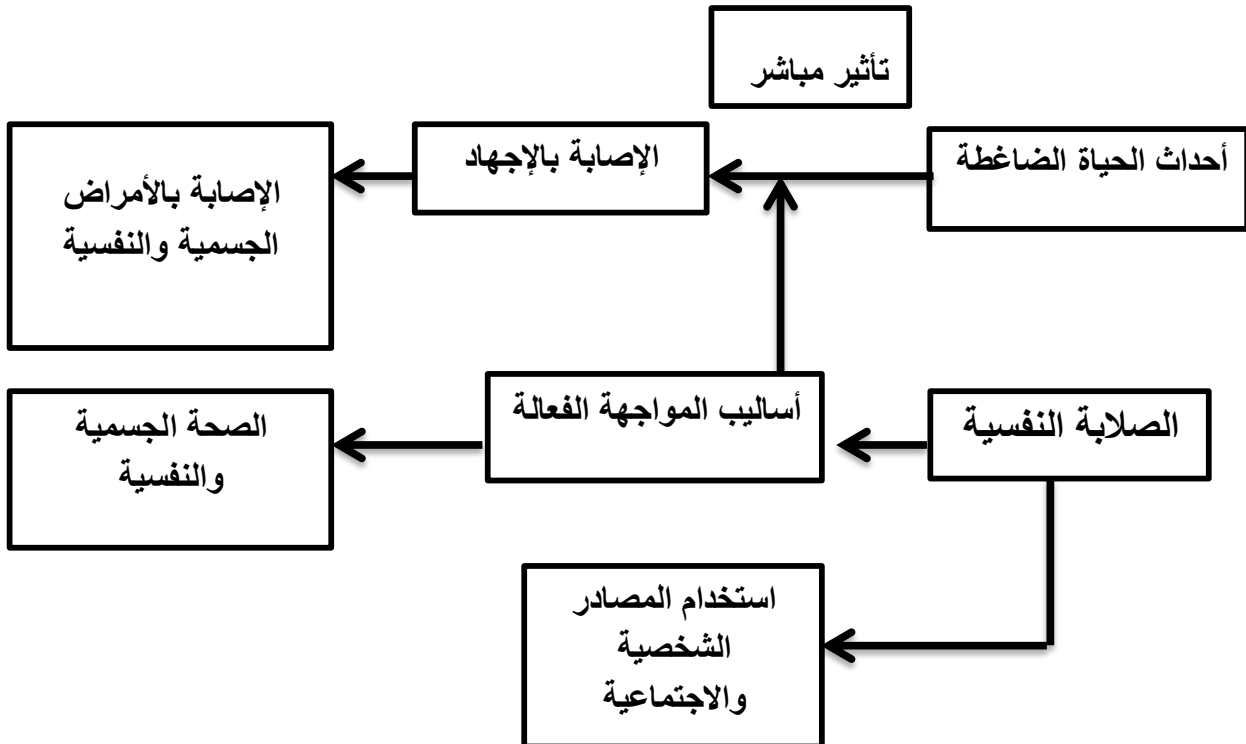 تأثير مباشر
أحداث الحياة الضاغطة
الإصابة بالإجهاد
الإصابة بالأمراض
الجسمية والنفسية
الصلابة النفسية
أساليب المواجهة الفعالة
الصحة الجسمية
والنفسية
استخدام المصادر
الشخصية
والاجتماعية